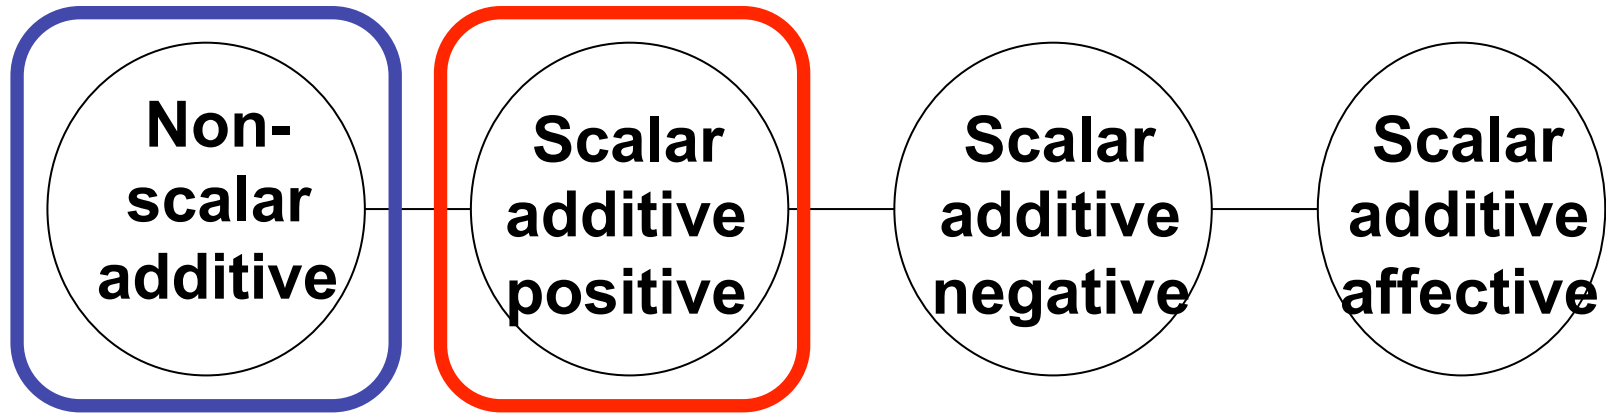 Non-
scalar
additive
Scalar
additive
positive
Scalar
additive
negative
Scalar
additive
affective